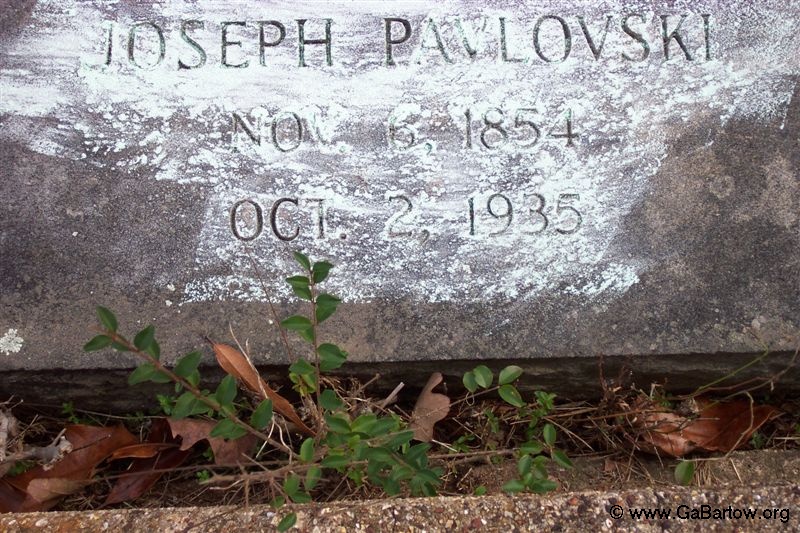 JOSEPH PAVLOVSKI
NOV 6, 1854
OCT. 2, 1935
© www.GaBartow.org